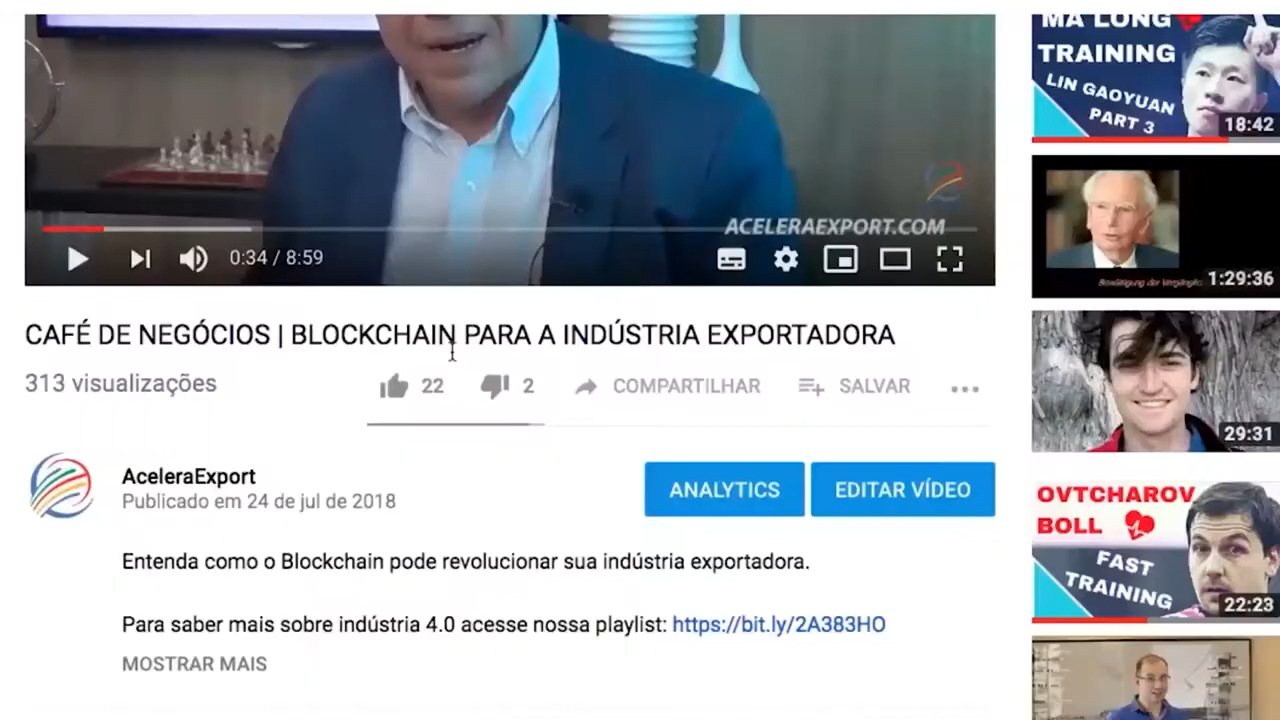 ACELERAEXPORT.COM
0:34 / 8:59
CAFÉ DE NEGÓCIOS | BLOCKCHAIN PARA A INDÚSTRIA EXPORTADORA
313 visualizações
22
2
COMPARTILHAR
SALVAR
AceleraExport
Publicado em 24 de jul de 2018
ANALYTICS
EDITAR VÍDEO
Entenda como o Blockchain pode revolucionar sua indústria exportadora.
Para saber mais sobre indústria 4.0 acesse nossa playlist: https://bit.ly/2A383HO
MOSTRAR MAIS
MA LONG
TRAINING
LIN GAOYUAN
PART 3
18:42
1:29:36
29:31
OVTCHAROV
BOLL
FAST
TRAINING
22:23